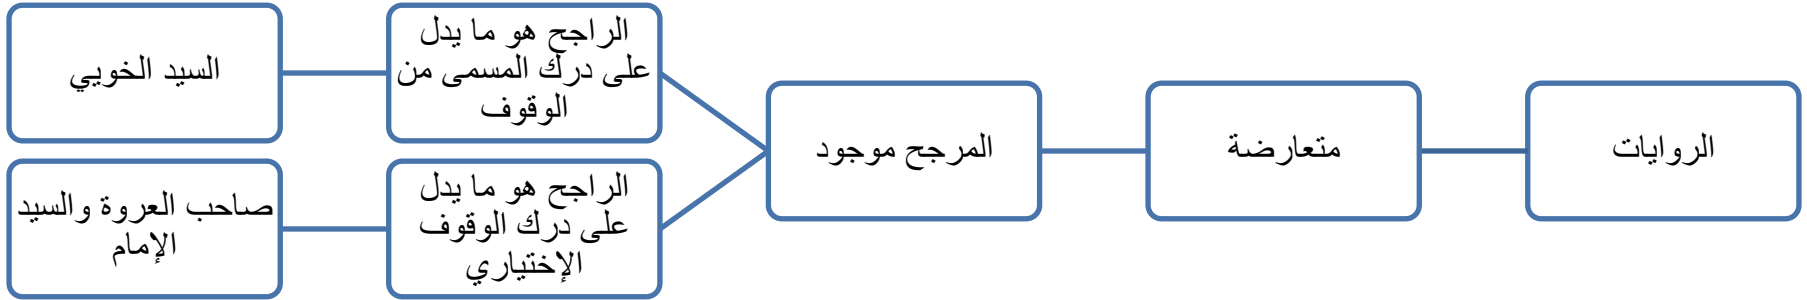 الروايات
متعارضة
المرجح موجود
الراجح هو ما يدل
على درك المسمى من
الوقوف
السيد الخويي
الراجح هو ما يدل
على درك الوقوف
الإختياري
صاحب العروة والسيد
الإمام